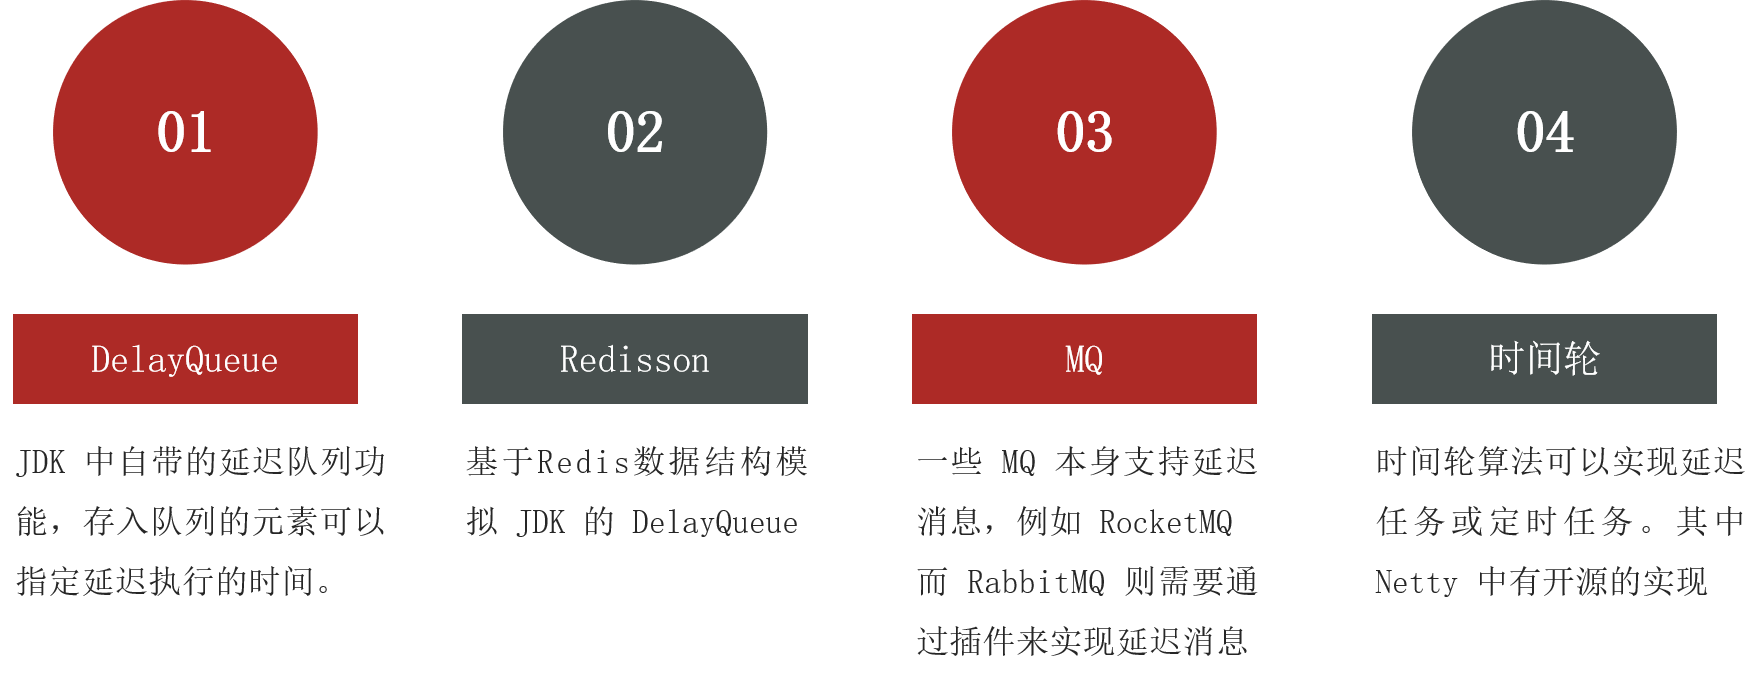 01
DelayQueue
JDK 中自带的延迟队列功
能，存入队列的元素可以
指定延迟执行的时间。
02
Redisson
基于Redis数据结构模
拟 JDK 的 DelayQueue
03
MQ
一些 MQ 本身支持延迟
消息，例如 RocketMQ
而 RabbitMQ 则需要通
过插件来实现延迟消息
04
时间轮
时间轮算法可以实现延迟
任务或定时任务。其中
Netty 中有开源的实现